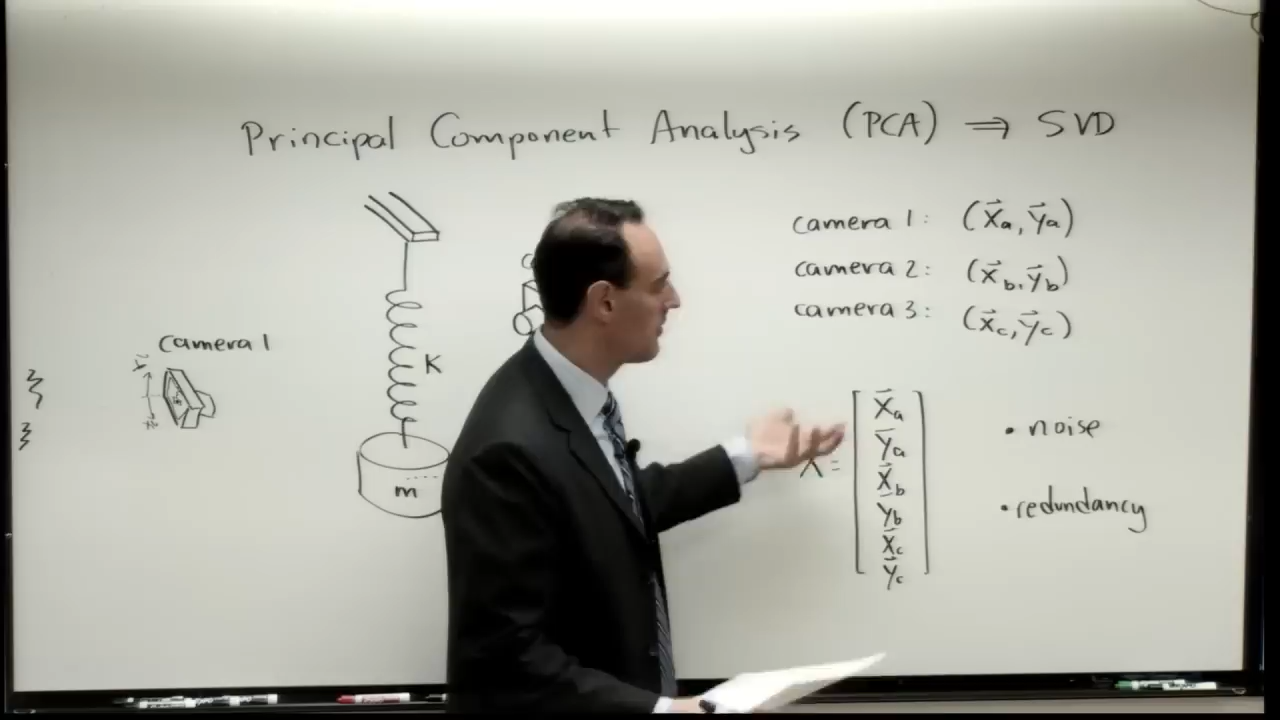 Principal Component Analysis (PCA) ⇒ SVD
camera 1: (x⃗a, y⃗a)
camera 2: (x⃗b, y⃗b)
camera 3: (x⃗c, y⃗c)
camera 1
K
m
X =
x⃗a
y⃗a
x⃗b
y⃗b
x⃗c
y⃗c
• noise
• redundancy